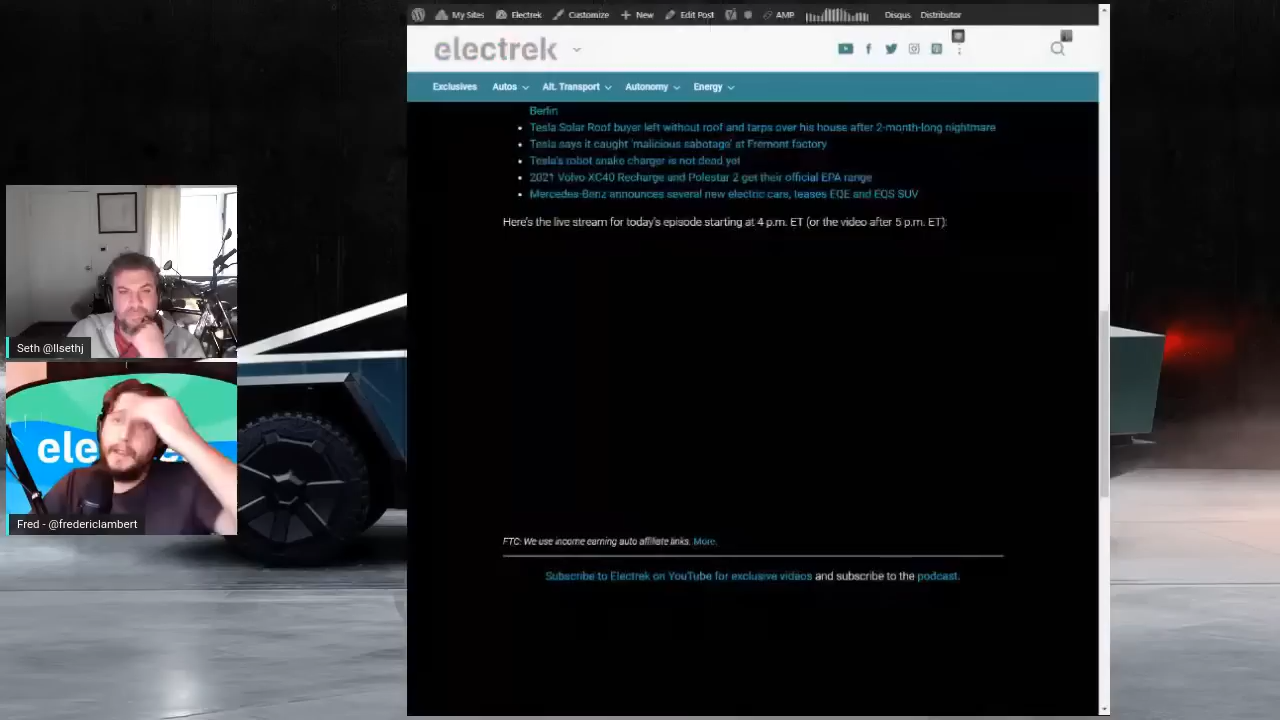 My Sites Electrek Customize New Edit Post AMP Disqus Distributor
electrek
Exclusives Autos Alt. Transport Autonomy Energy
Berlin
Tesla Solar Roof buyer left without roof and tarps over his house after 2-month-long nightmare
Tesla says it caught 'malicious sabotage' at Fremont factory
Tesla's robot snake charger is not dead yet
2021 Volvo XC40 Recharge and Polestar 2 get their official EPA range
Mercedes-Benz announces several new electric cars, teases EQE and EQS SUV
Here's the live stream for today's episode starting at 4 p.m. ET (or the video after 5 p.m. ET):
Seth @llsethj
ele
Fred - @fredericlambert
FTC: We use income earning auto affiliate links. More.
Subscribe to Electrek on YouTube for exclusive videos and subscribe to the podcast.